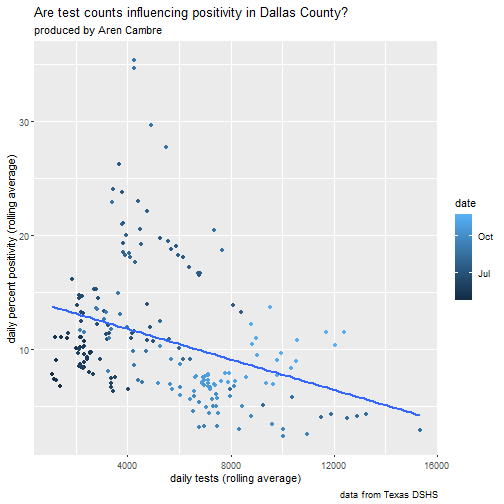 Are test counts influencing positivity in Dallas County?
produced by Aren Cambre
daily percent positivity (rolling average)
30
20
10
4000
8000
12000
16000
daily tests (rolling average)
date
Oct
Jul
data from Texas DSHS